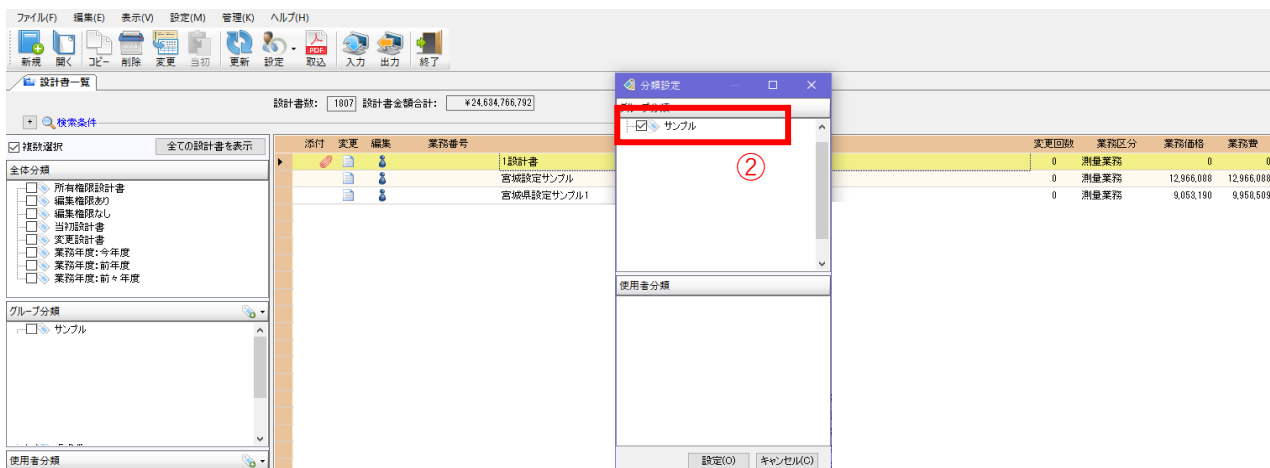 ファイル(F) 編集(E) 表示(V) 設定(M) 管理(K) ヘルプ(H)
新規 開く コピー 削除 変更 当初 更新 設定 取込 入力 出力 終了
PDF
設計書一覧
設計書数: 1807 設計書金額合計: ¥24,634,766,792
検索条件
複数選択 全ての設計書を表示
全体分類
所有権限設計書
編集権限あり
編集権限なし
当初設計書
変更設計書
業務年度:今年度
業務年度:前年度
業務年度:前々年度
グループ分類
サンプル
使用者分類
添付 変更 編集 業務番号 変更回数 業務区分 業務価格 業務費
1設計書 0 測量業務 0 0
宮城設定サンプル 0 測量業務 12,966,088 12,966,088
宮城県設定サンプル1 0 測量業務 9,053,190 9,958,509
分類設定
サンプル
②
使用者分類
設定(O) キャンセル(C)